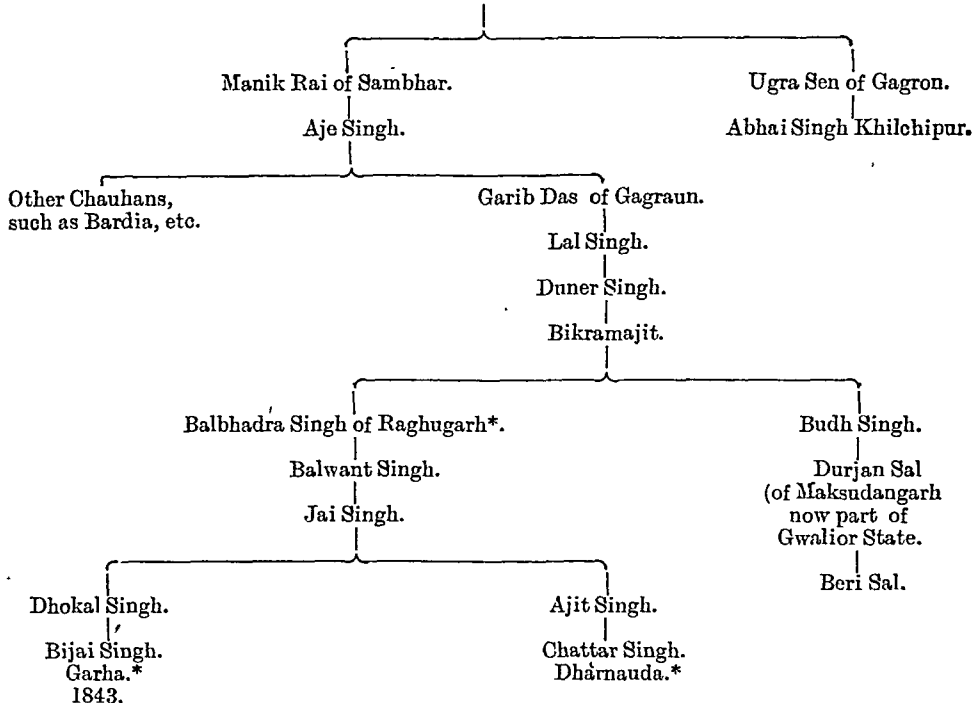 Manik Rai of Sambhar.
Ugra Sen of Gagron.
Aje Singh.
Abhai Singh Khilchipur.
Other Chauhans,
such as Bardia, etc.
Garib Das of Gagraun.
Lal Singh.
Duner Singh.
Bikramajit.
Balbhadra Singh of Raghugarh*.
Budh Singh.
Balwant Singh.
Durjan Sal
(of Maksudangarh
now part of
Gwalior State.
Jai Singh.
Beri Sal.
Dhokal Singh.
Ajit Singh.
Bijai Singh.
Garha.*
1843.
Chattar Singh.
Dhàrnauda.*